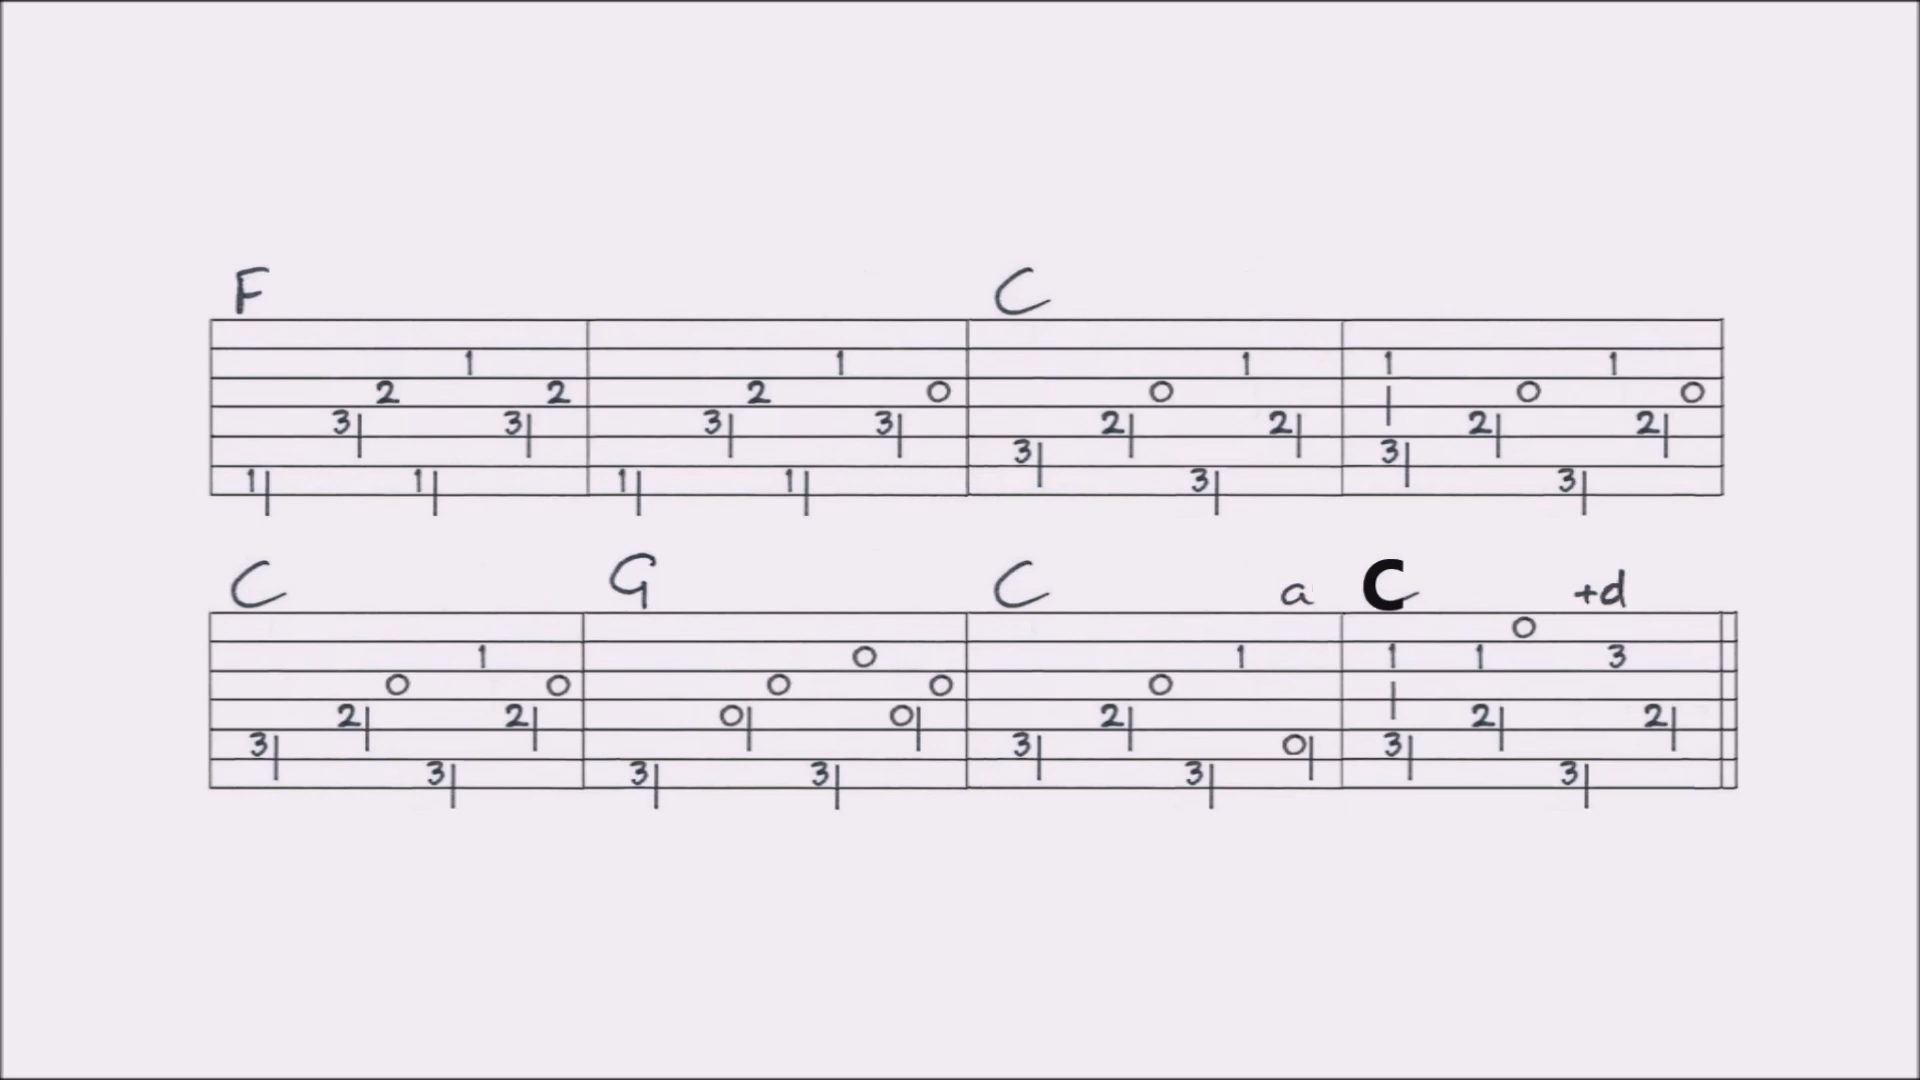 F C
1 3 2 1 1 3 2 1 3 2 1 1 3 0 3 2 0 3 1 2 1 3 2 0 3 1 2 0
C G C a C +d
3 2 0 3 1 2 0 3 0 0 3 0 0 0 3 2 0 3 1 0 1 3 1 2 0 3 3 2